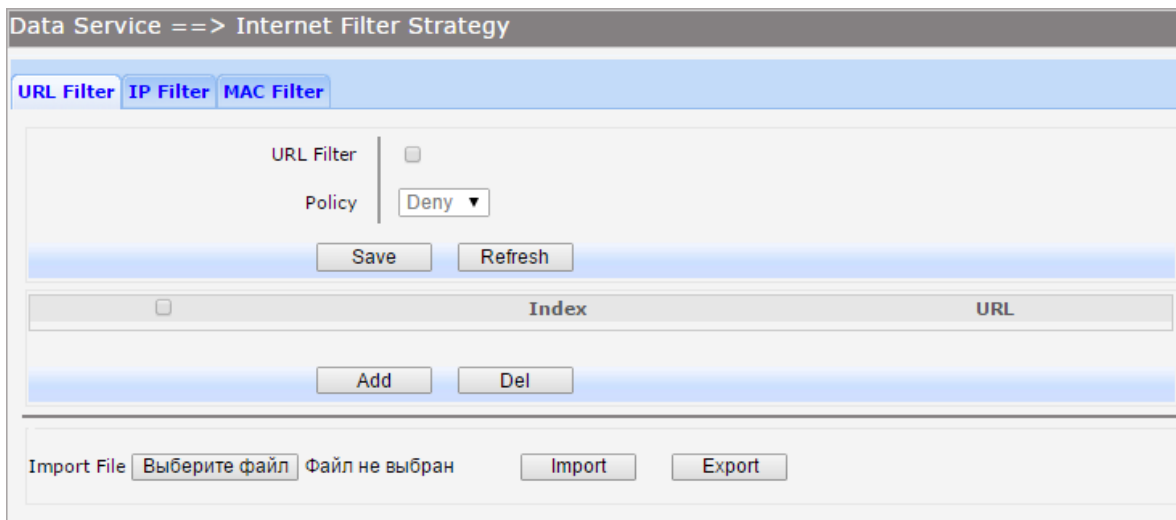 Data Service ==> Internet Filter Strategy
URL Filter IP Filter MAC Filter
URL Filter
Policy Deny
Save Refresh
Index URL
Add Del
Import File Выберите файл Файл не выбран Import Export